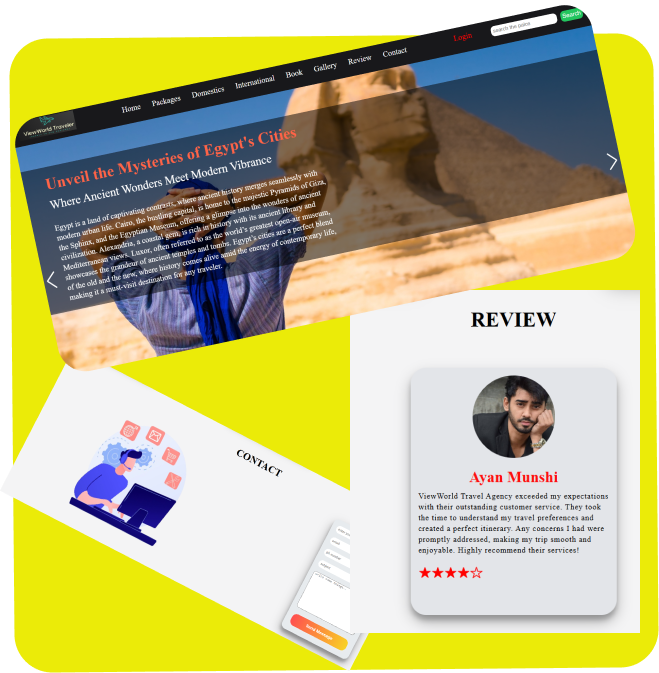 Login
search the palce
Search
Home
Packages
Domestics
International
Book
Gallery
Review
Contact
ViewWorld Traveler
Unveil the Mysteries of Egypt's Cities
Where Ancient Wonders Meet Modern Vibrance
Egypt is a land of captivating contrasts, where ancient history merges seamlessly with
modern urban life. Cairo, the bustling capital, is home to the majestic Pyramids of Giza,
the Sphinx, and the Egyptian Museum, offering a glimpse into the wonders of ancient
civilization. Alexandria, a coastal gem, is rich in history with its ancient library and
Mediterranean views. Luxor, often referred to as the world's greatest open-air museum,
showcases the grandeur of ancient temples and tombs. Egypt's cities are a perfect blend
of the old and the new, where history comes alive amid the energy of contemporary life,
making it a must-visit destination for any traveler.
REVIEW
Ayan Munshi
ViewWorld Travel Agency exceeded my expectations
with their outstanding customer service. They took
the time to understand my travel preferences and
created a perfect itinerary. Any concerns I had were
promptly addressed, making my trip smooth and
enjoyable. Highly recommend their services!
★★★★☆
CONTACT
Send Message